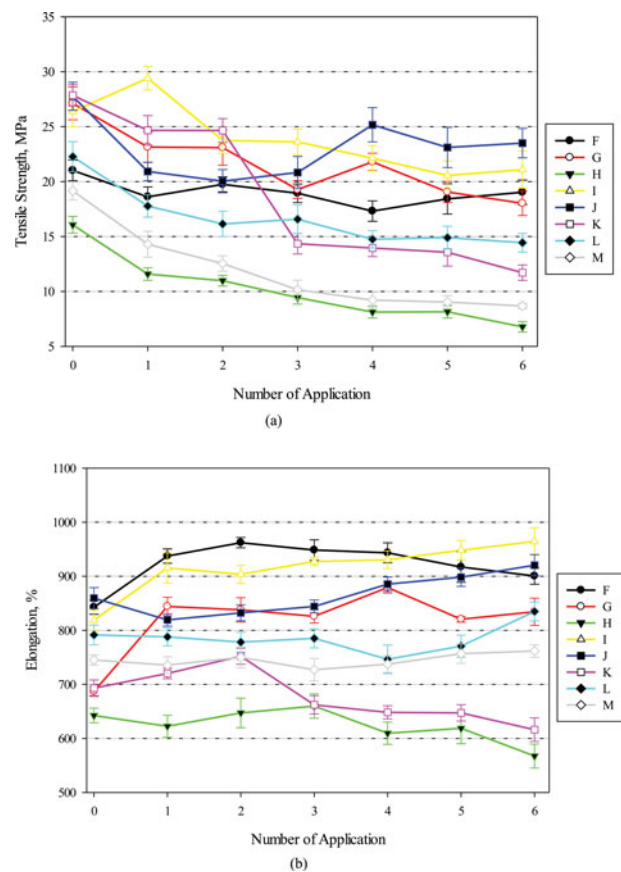 35
30
25
20
15
10
5
Tensile Strength, MPa
0 1 2 3 4 5 6
Number of Application
F
G
H
I
J
K
L
M
(a)
1100
1000
900
800
700
600
500
Elongation, %
0 1 2 3 4 5 6
Number of Application
F
G
H
I
J
K
L
M
(b)